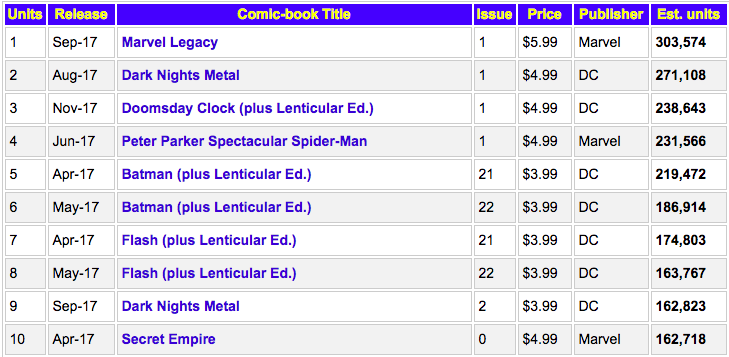 Units Release Comic-book Title Issue Price Publisher Est. units
1 Sep-17 Marvel Legacy 1 $5.99 Marvel 303,574
2 Aug-17 Dark Nights Metal 1 $4.99 DC 271,108
3 Nov-17 Doomsday Clock (plus Lenticular Ed.) 1 $4.99 DC 238,643
4 Jun-17 Peter Parker Spectacular Spider-Man 1 $4.99 Marvel 231,566
5 Apr-17 Batman (plus Lenticular Ed.) 21 $3.99 DC 219,472
6 May-17 Batman (plus Lenticular Ed.) 22 $3.99 DC 186,914
7 Apr-17 Flash (plus Lenticular Ed.) 21 $3.99 DC 174,803
8 May-17 Flash (plus Lenticular Ed.) 22 $3.99 DC 163,767
9 Sep-17 Dark Nights Metal 2 $3.99 DC 162,823
10 Apr-17 Secret Empire 0 $4.99 Marvel 162,718